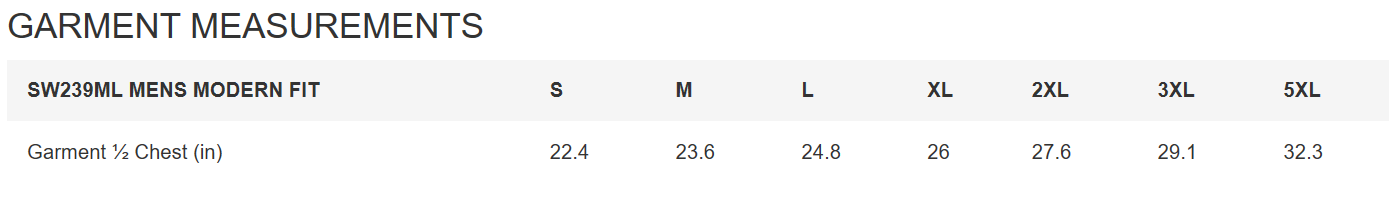 GARMENT MEASUREMENTS
SW239ML MENS MODERN FIT S M L XL 2XL 3XL 5XL
Garment ½ Chest (in) 22.4 23.6 24.8 26 27.6 29.1 32.3